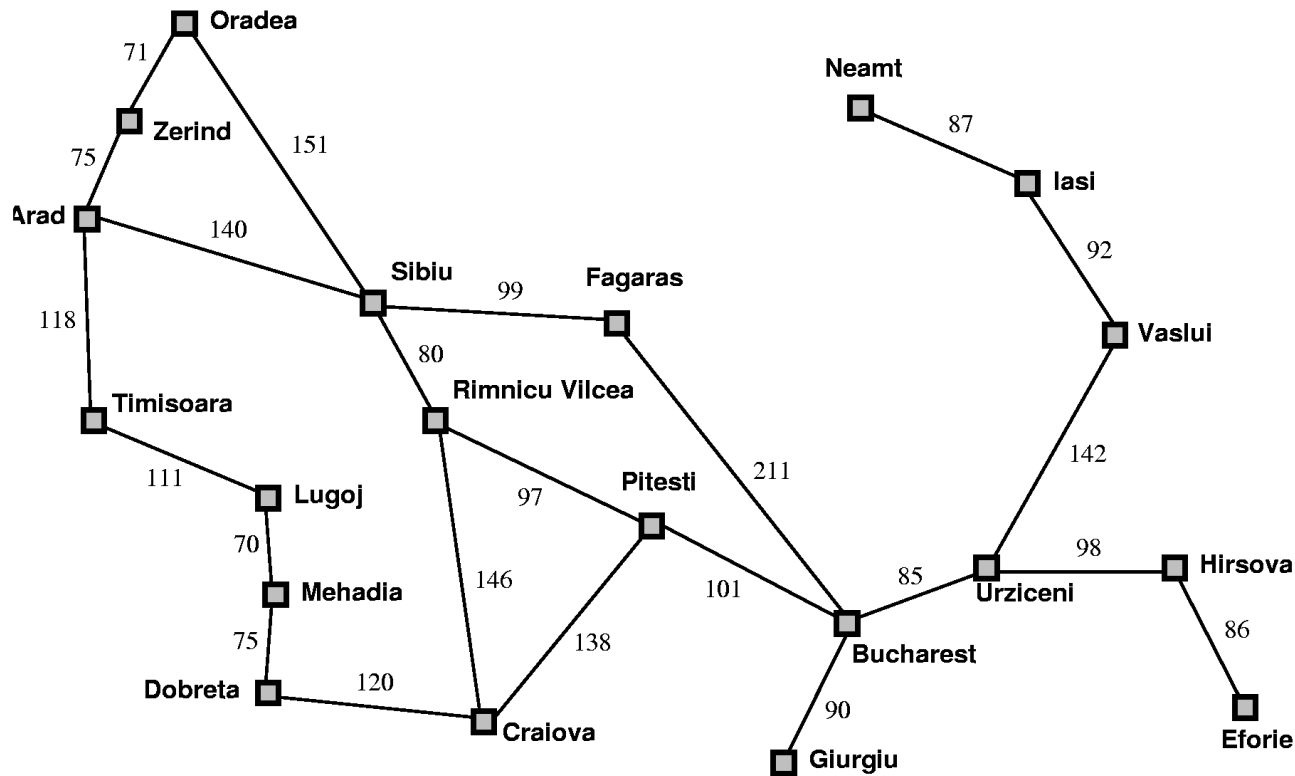 Oradea
71
Neamt
87
Zerind
151
75
Iasi
Arad
140
92
Sibiu
Fagaras
99
118
Vaslui
80
Timisoara
Rimnicu Vilcea
142
111
211
Lugoj
97
Pitesti
70
98
Hirsova
146
85
Mehadia
101
Urziceni
86
75
138
Bucharest
Dobreta
120
90
Craiova
Eforie
Giurgiu